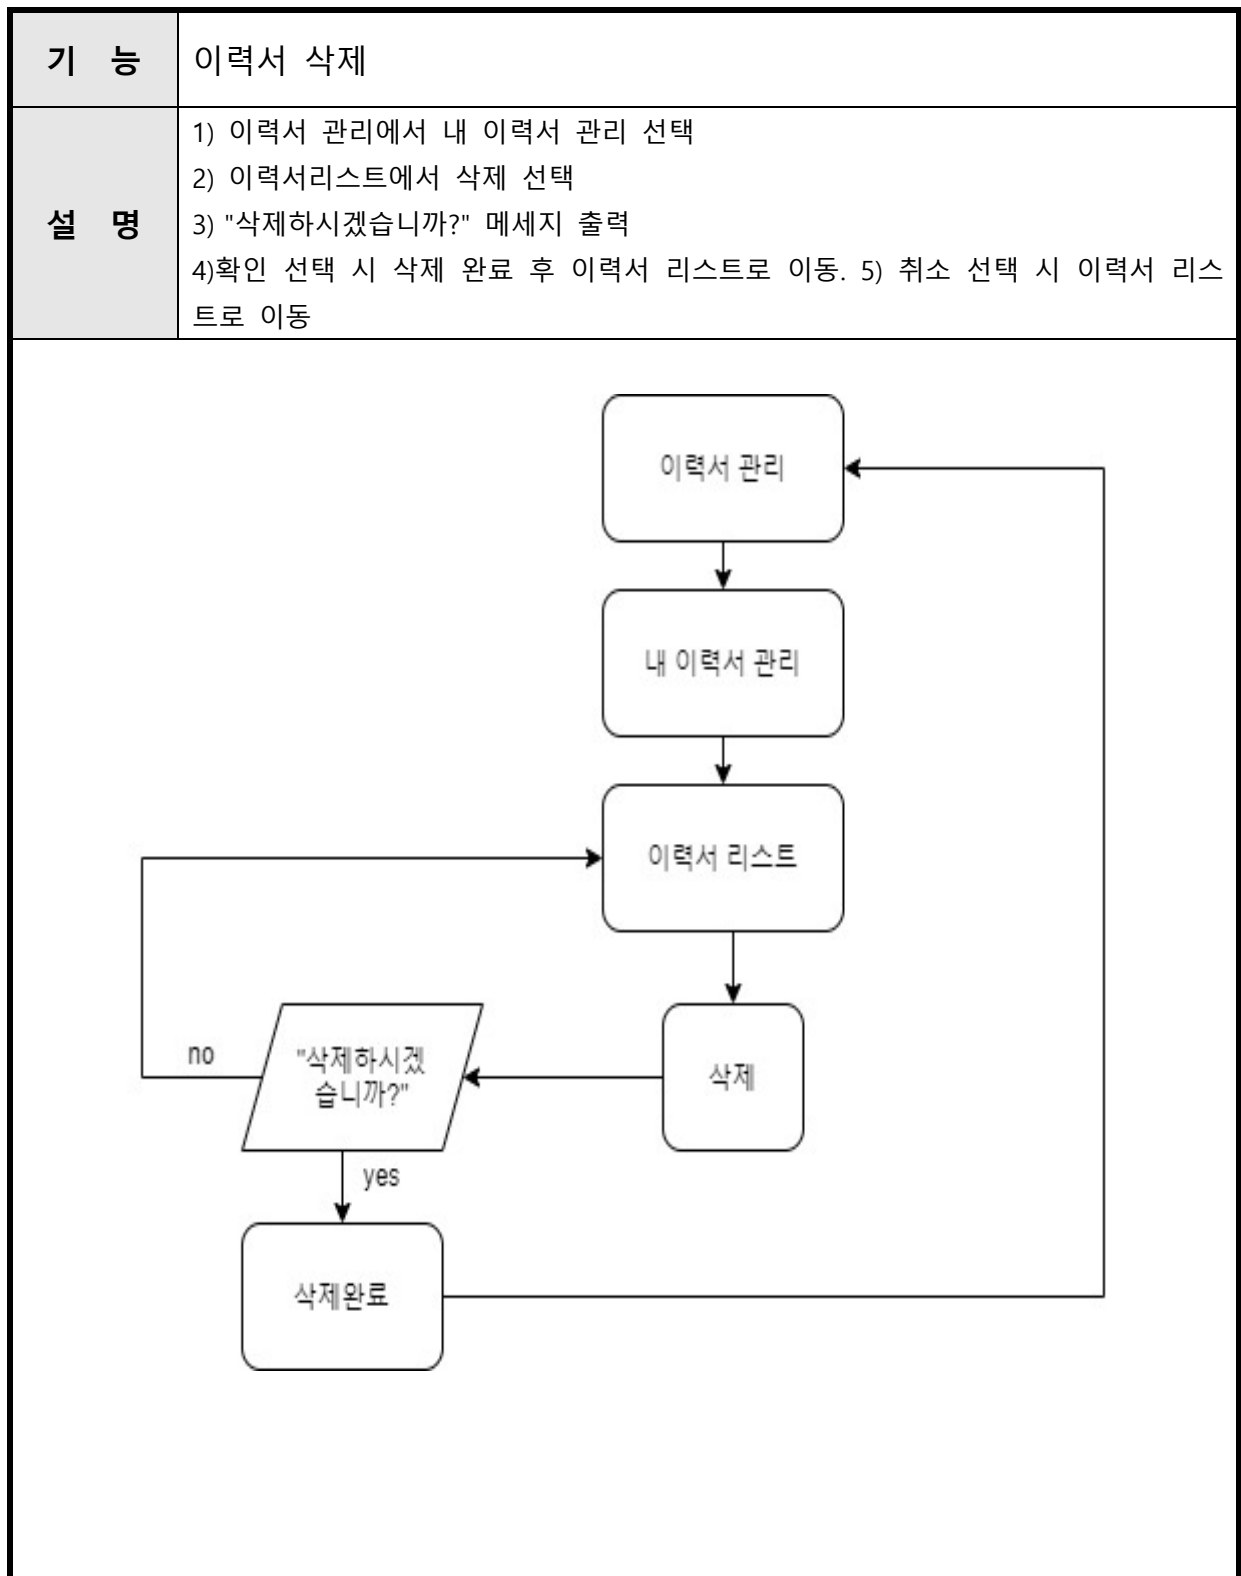 기 능
이력서 삭제
설 명
1) 이력서 관리에서 내 이력서 관리 선택
2) 이력서리스트에서 삭제 선택
3) "삭제하시겠습니까?" 메세지 출력
4)확인 선택 시 삭제 완료 후 이력서 리스트로 이동. 5) 취소 선택 시 이력서 리스
트로 이동
이력서 관리
내 이력서 관리
이력서 리스트
no
"삭제하시겠
습니까?"
삭제
yes
삭제완료